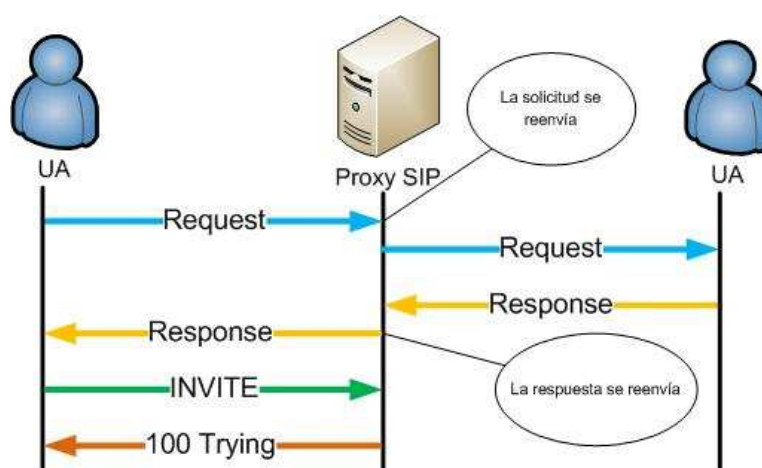 La solicitud se
reenvía
UA
Proxy SIP
UA
Request
Request
Response
Response
La respuesta se reenvía
INVITE
100 Trying